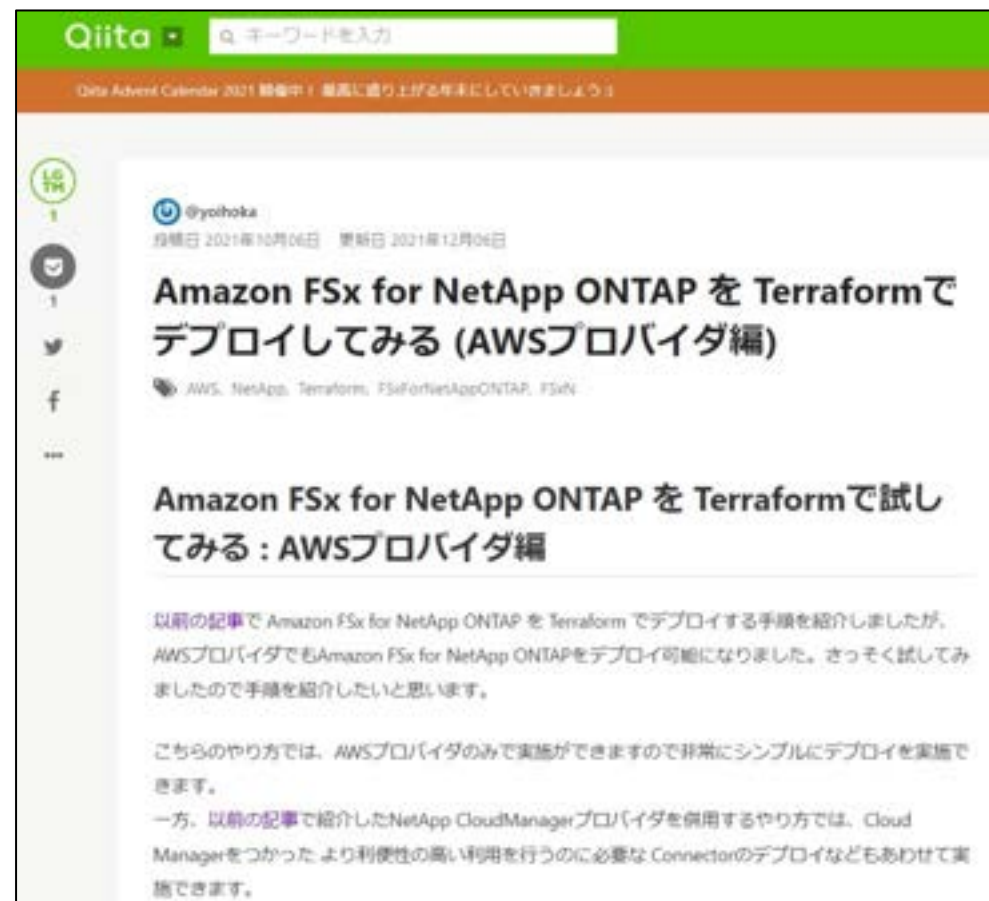 Qiita
キーワードを入力
Qiita Advent Calendar 2021 開催中! 最高に盛り上がる年末にしていきましょう :)
LGTM
1
1
@yoihoka
投稿日 2021年10月06日 更新日 2021年12月06日
Amazon FSx for NetApp ONTAP を Terraformで
デプロイしてみる (AWSプロバイダ編)
AWS, NetApp, Terraform, FSxForNetAppONTAP, FSxN
Amazon FSx for NetApp ONTAP を Terraformで試し
てみる : AWSプロバイダ編
以前の記事で Amazon FSx for NetApp ONTAP を Terraform でデプロイする手順を紹介しましたが、
AWSプロバイダでもAmazon FSx for NetApp ONTAPをデプロイ可能になりました。さっそく試してみ
ましたので手順を紹介したいと思います。
こちらのやり方では、AWSプロバイダのみで実施ができますので非常にシンプルにデプロイを実施で
きます。
一方、以前の記事で紹介したNetApp CloudManagerプロバイダを併用するやり方では、Cloud
Managerをつかった より利便性の高い利用を行うのに必要な Connectorのデプロイなどもあわせて実
施できます。